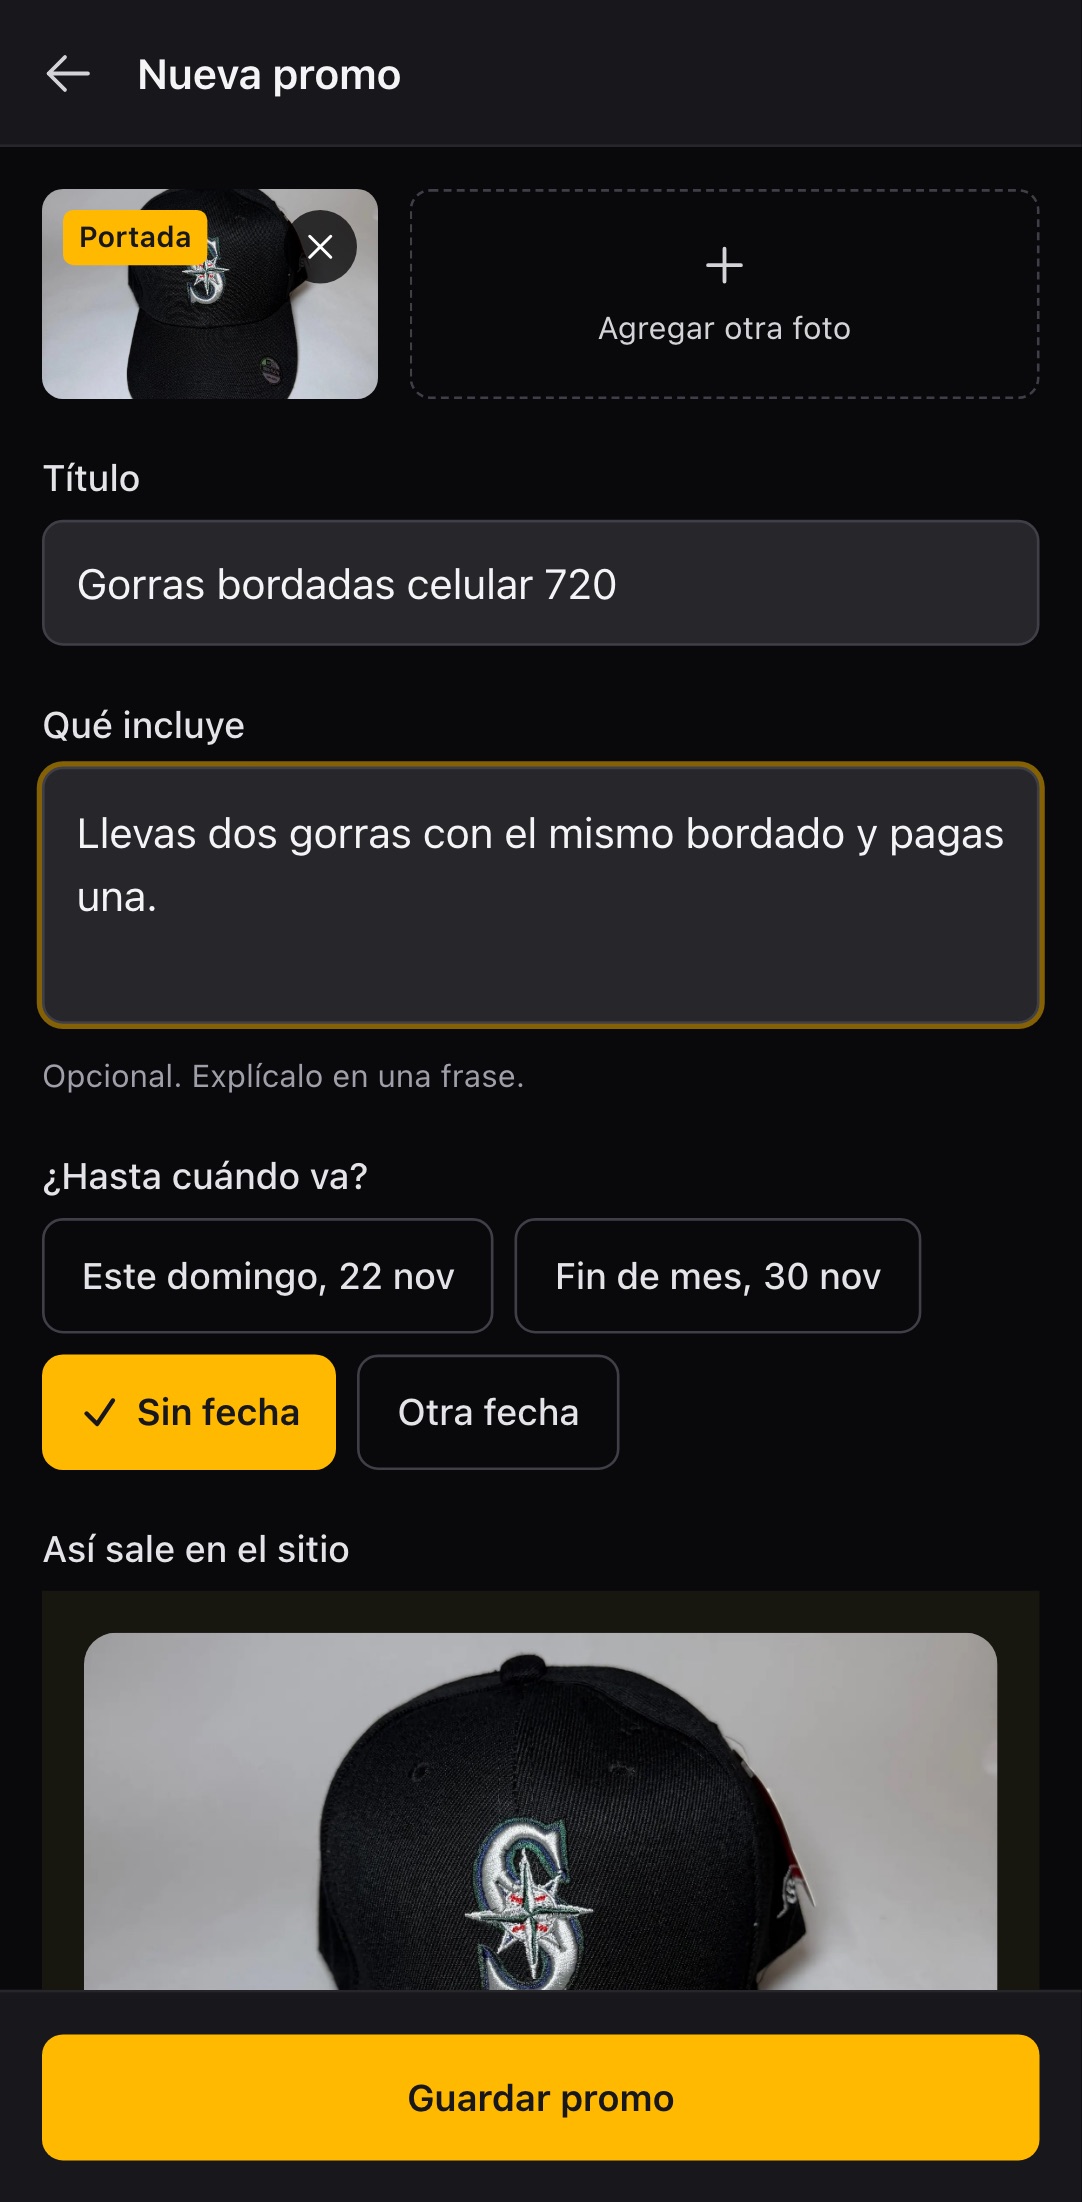 Nueva promo
Portada
Agregar otra foto
Título
Gorras bordadas celular 720
Qué incluye
Llevas dos gorras con el mismo bordado y pagas
una.
Opcional. Explícalo en una frase.
¿Hasta cuándo va?
Este domingo, 22 nov
Fin de mes, 30 nov
Sin fecha
Otra fecha
Así sale en el sitio
S
Guardar promo